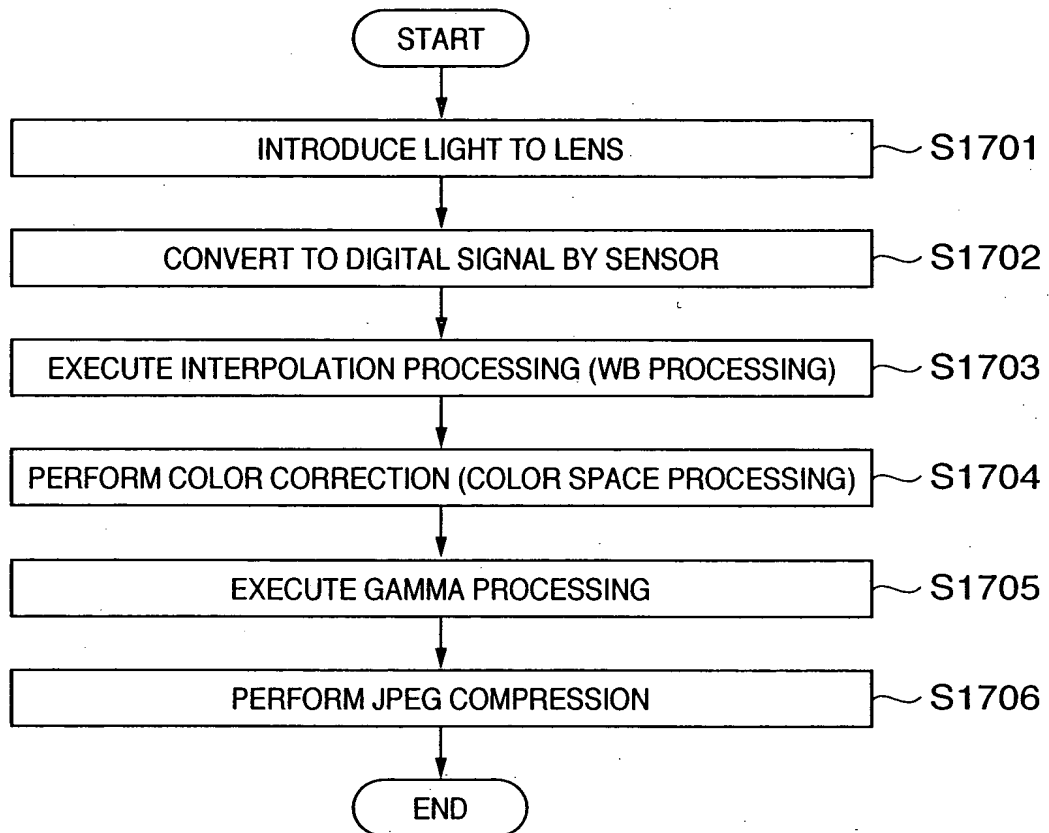 START
INTRODUCE LIGHT TO LENS
S1701
CONVERT TO DIGITAL SIGNAL BY SENSOR
S1702
EXECUTE INTERPOLATION PROCESSING (WB PROCESSING)
S1703
PERFORM COLOR CORRECTION (COLOR SPACE PROCESSING)
S1704
EXECUTE GAMMA PROCESSING
S1705
PERFORM JPEG COMPRESSION
S1706
END